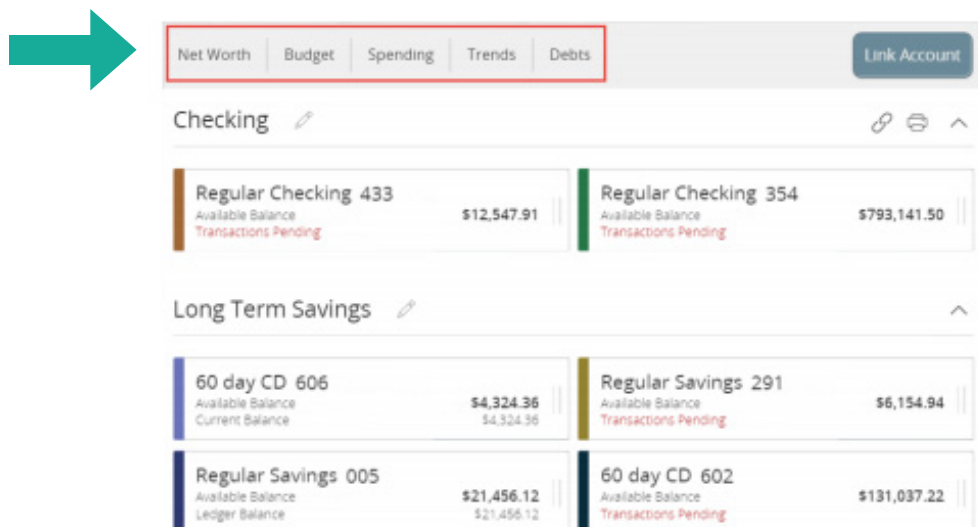 Net Worth Budget Spending Trends Debts Link Account
Checking
Regular Checking 433
Available Balance $12,547.91
Transactions Pending
Regular Checking 354
Available Balance $793,141.50
Transactions Pending
Long Term Savings
60 day CD 606
Available Balance $4,324.36
Current Balance $4,324.36
Regular Savings 291
Available Balance $6,154.94
Transactions Pending
Regular Savings 005
Available Balance $21,456.12
Ledger Balance $21,456.12
60 day CD 602
Available Balance $131,037.22
Transactions Pending